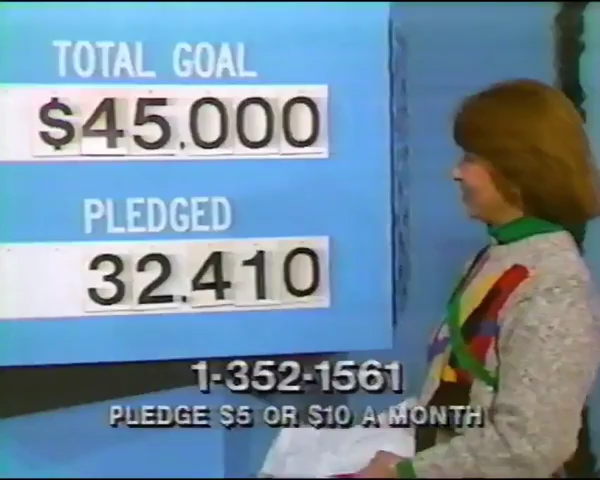 TOTAL GOAL
$45.000
PLEDGED
32.410
1-352-1561
PLEDGE $5 OR $10 A MONTH